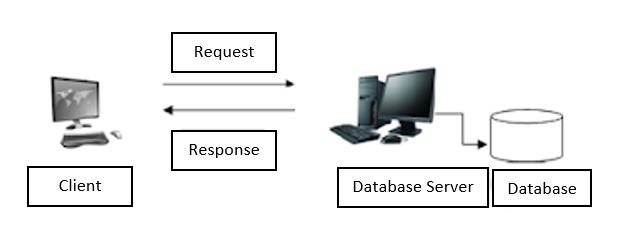 Request
Response
Client
Database Server
Database